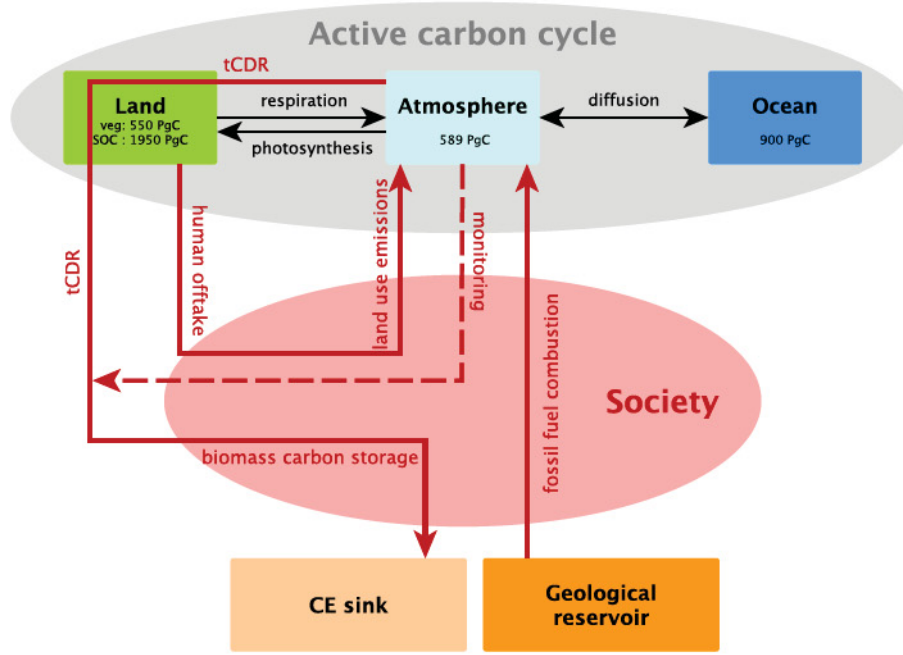 Active carbon cycle
tCDR
Land
veg: 550 PgC
SOC : 1950 PgC
respiration
photosynthesis
Atmosphere
589 PgC
diffusion
Ocean
900 PgC
human offtake
land use emissions
monitoring
tCDR
fossil fuel combustion
Society
biomass carbon storage
CE sink
Geological
reservoir